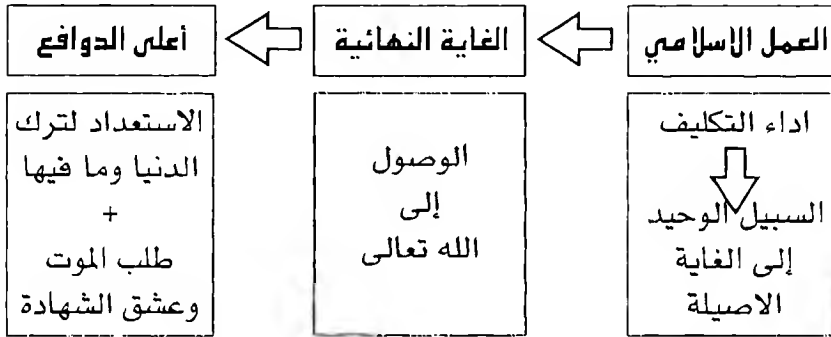 العمل الاسلامي
الغاية النهائية
أعلى الدوافع
اداء التكليف
السبيل الوحيد
إلى الغاية
الاصيلة
الوصول
إلى
الله تعالى
الاستعداد لترك
الدنيا وما فيها
+
طلب الموت
وعشق الشهادة